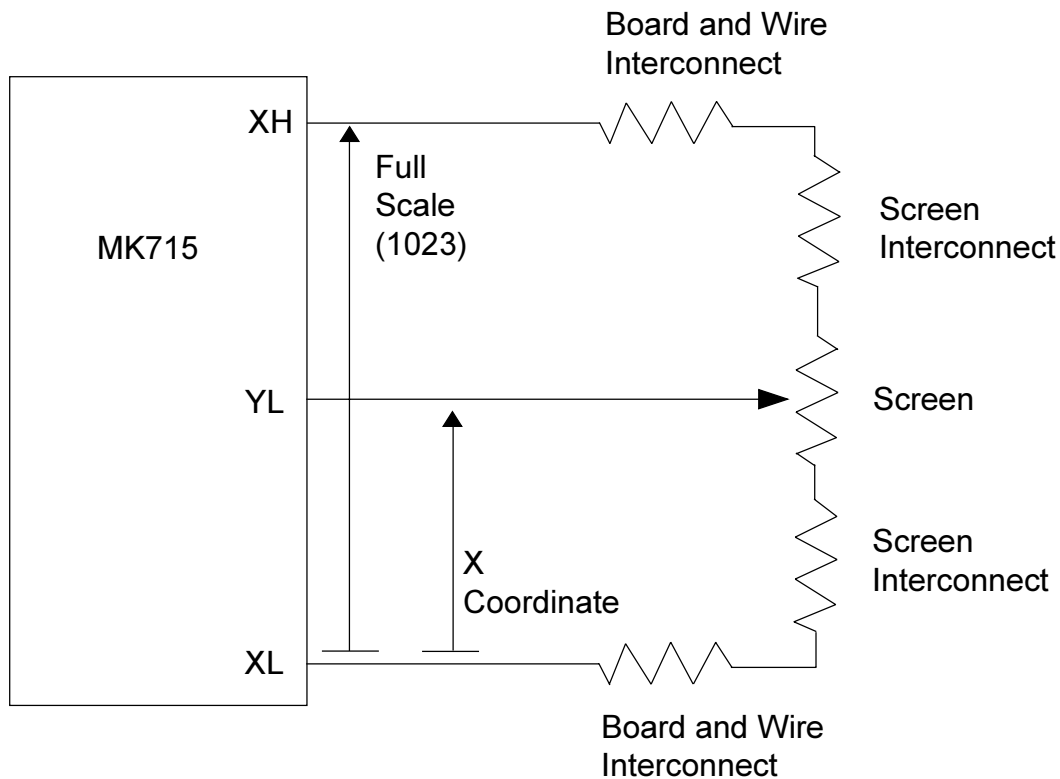 Board and Wire
Interconnect
XH
Full
Scale
(1023)
Screen
Interconnect
MK715
YL
Screen
X
Coordinate
Screen
Interconnect
XL
Board and Wire
Interconnect